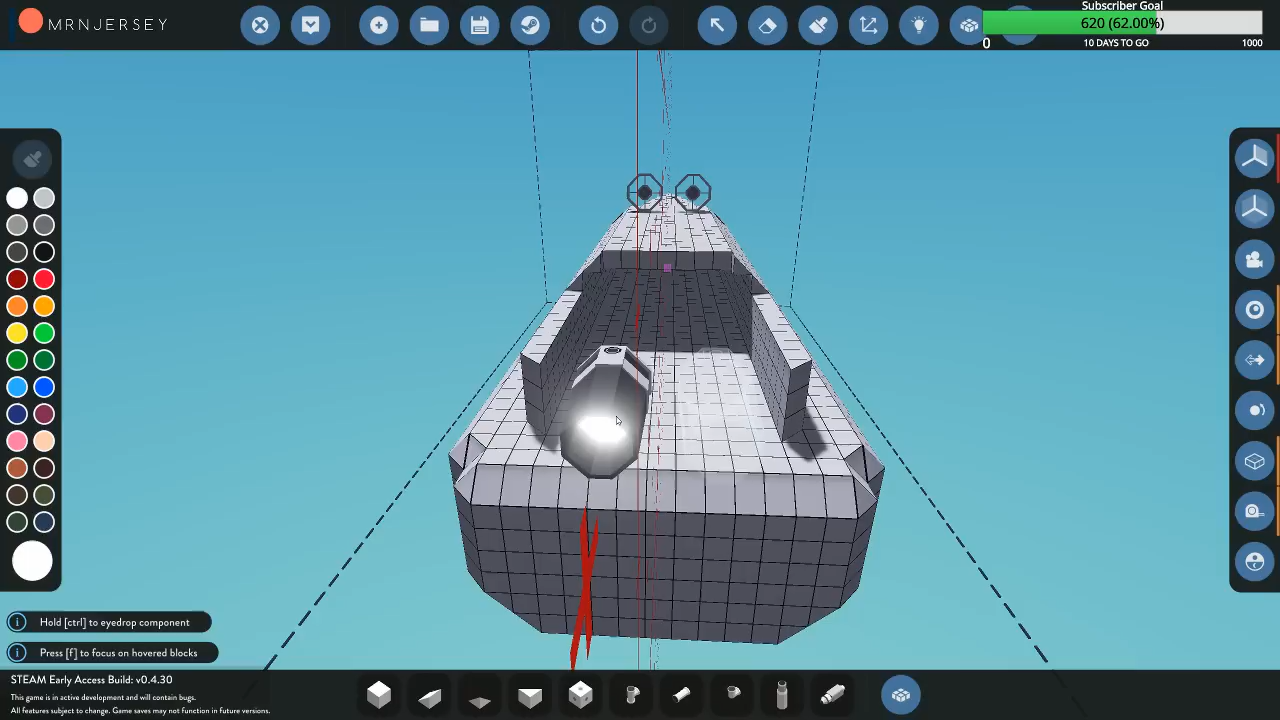 MRNJERSEY
Subscriber Goal
620 (62.00%)
0
10 DAYS TO GO
1000
Hold [ctrl] to eyedrop component
Press [f] to focus on hovered blocks
STEAM Early Access Build: v0.4.30
This game is in active development and will contain bugs.
All features subject to change. Game saves may not function in future versions.